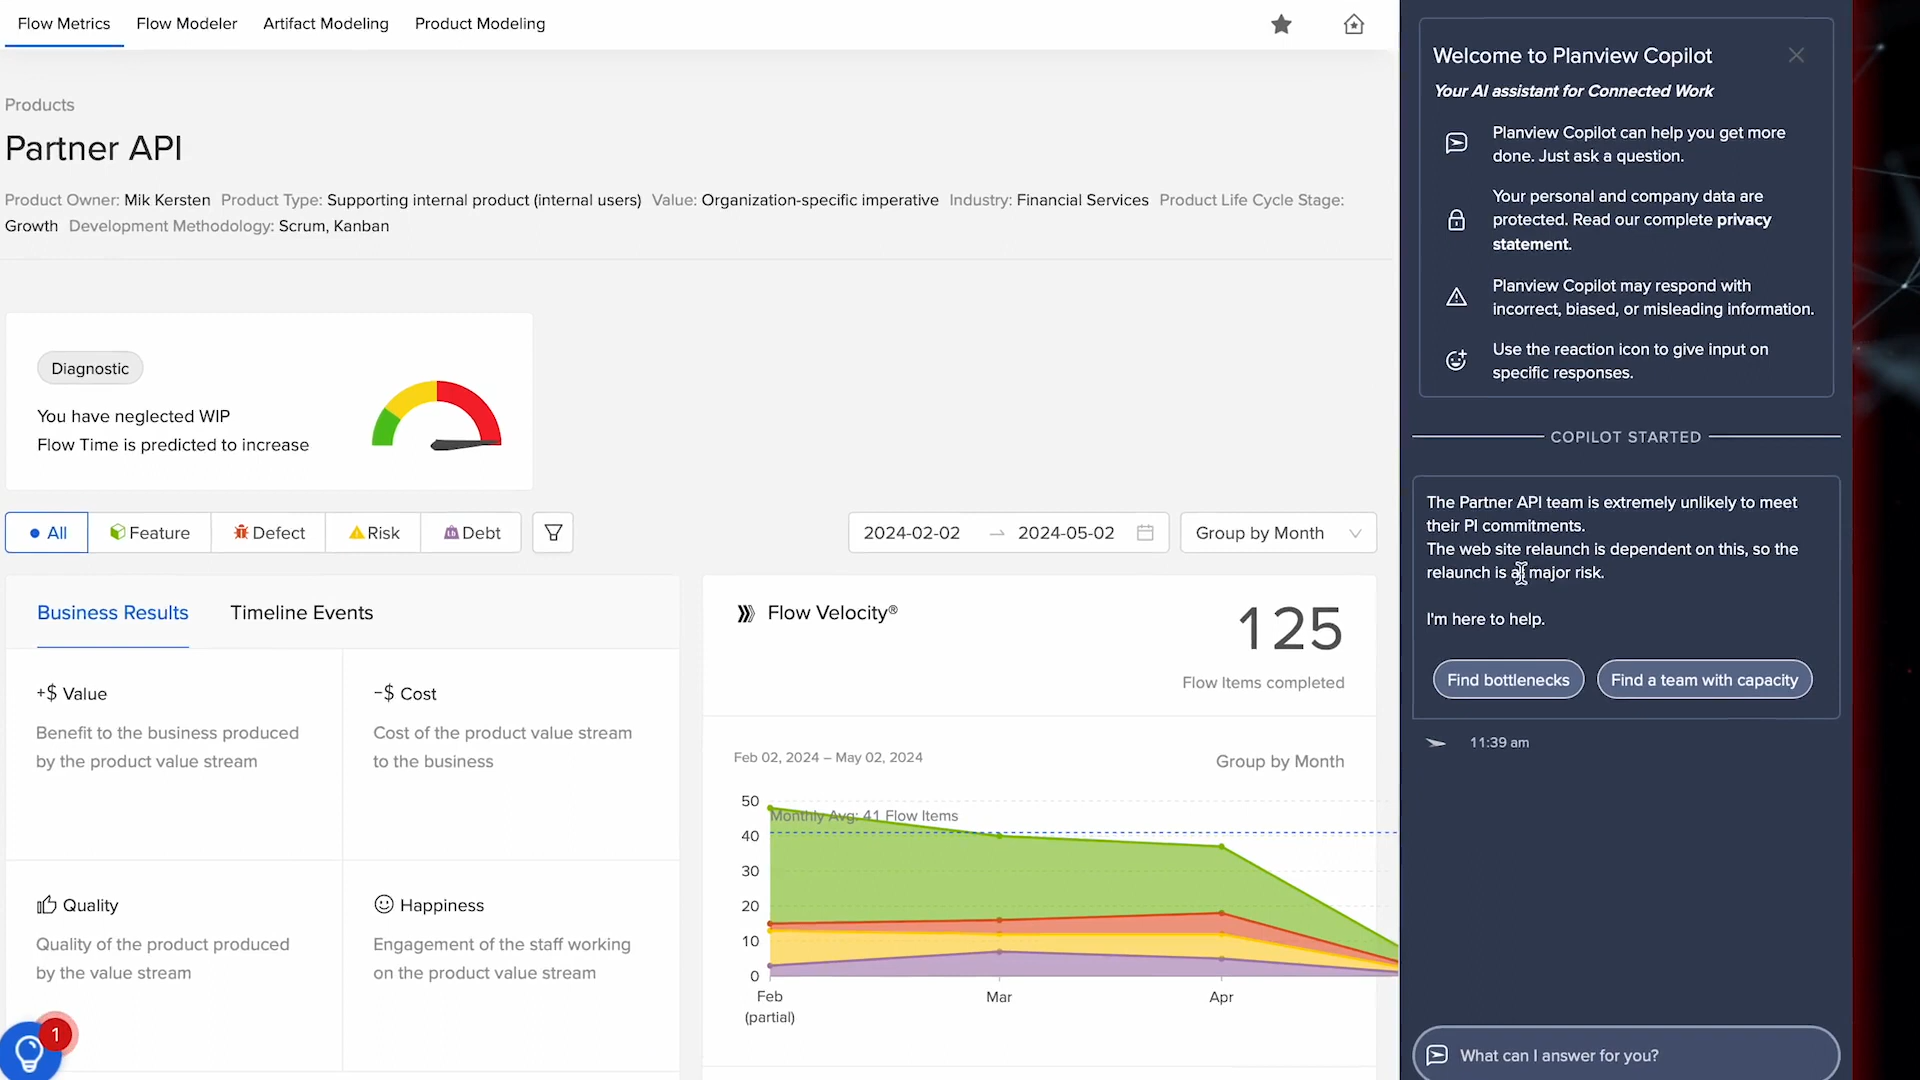 Flow Metrics Flow Modeler Artifact Modeling Product Modeling
Products
Partner API
Product Owner: Mik Kersten Product Type: Supporting internal product (internal users) Value: Organization-specific imperative Industry: Financial Services Product Life Cycle Stage:
Growth Development Methodology: Scrum, Kanban
Diagnostic
You have neglected WIP
Flow Time is predicted to increase
All Feature Defect Risk Debt
2024-02-02 2024-05-02 Group by Month
Business Results Timeline Events
+$ Value
Benefit to the business produced
by the product value stream
−$ Cost
Cost of the product value stream
to the business
Quality
Quality of the product produced
by the value stream
Happiness
Engagement of the staff working
on the product value stream
1
Flow Velocity®
125
Flow Items completed
Feb 02, 2024 – May 02, 2024
Group by Month
Monthly Avg: 41 Flow Items
50
40
30
20
10
0
Feb
(partial)
Mar
Apr
Welcome to Planview Copilot
Your AI assistant for Connected Work
Planview Copilot can help you get more
done. Just ask a question.
Your personal and company data are
protected. Read our complete privacy
statement.
Planview Copilot may respond with
incorrect, biased, or misleading information.
Use the reaction icon to give input on
specific responses.
COPILOT STARTED
The Partner API team is extremely unlikely to meet
their PI commitments.
The web site relaunch is dependent on this, so the
relaunch is a major risk.
I'm here to help.
Find bottlenecks Find a team with capacity
11:39 am
What can I answer for you?